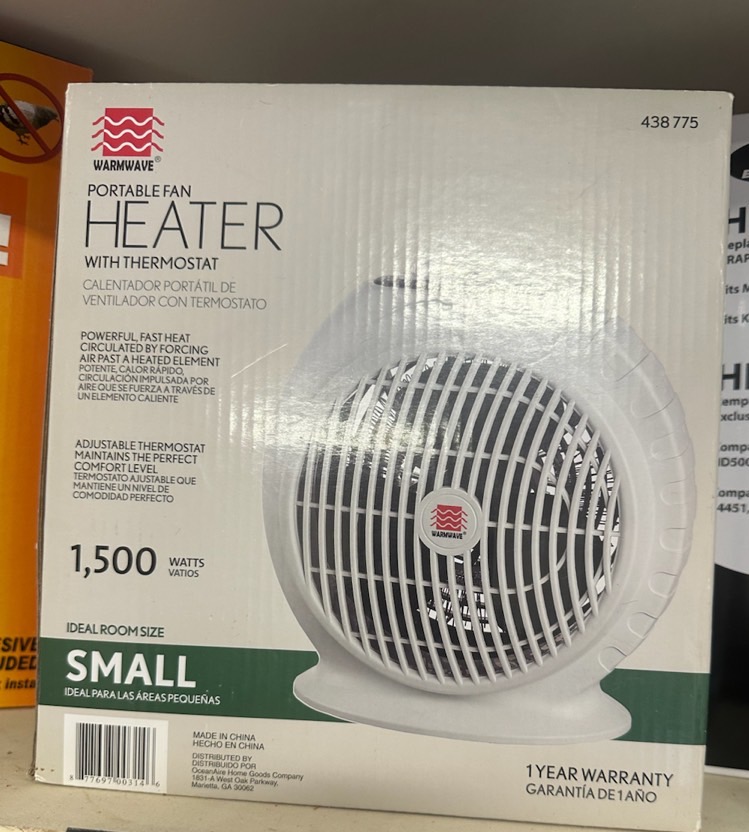 438 775
WARMWAVE®
PORTABLE FAN
HEATER
WITH THERMOSTAT
CALENTADOR PORTÁTIL DE
VENTILADOR CON TERMOSTATO
POWERFUL, FAST HEAT
CIRCULATED BY FORCING
AIR PAST A HEATED ELEMENT
POTENTE, CALOR RÁPIDO,
CIRCULACIÓN IMPULSADA POR
AIRE QUE SE FUERZA A TRAVÉS DE
UN ELEMENTO CALIENTE
ADJUSTABLE THERMOSTAT
MAINTAINS THE PERFECT
COMFORT LEVEL
TERMOSTATO AJUSTABLE QUE
MANTIENE UN NIVEL DE
COMODIDAD PERFECTO
WARMWAVE®
1,500 WATTS
VATIOS
IDEAL ROOM SIZE
SMALL
IDEAL PARA LAS ÁREAS PEQUEÑAS
8 77697 00314 6
MADE IN CHINA
HECHO EN CHINA
DISTRIBUTED BY
DISTRIBUIDO POR
OceanAire Home Goods Company
1831-A West Oak Parkway,
Marietta, GA 30062
1 YEAR WARRANTY
GARANTÍA DE 1 AÑO